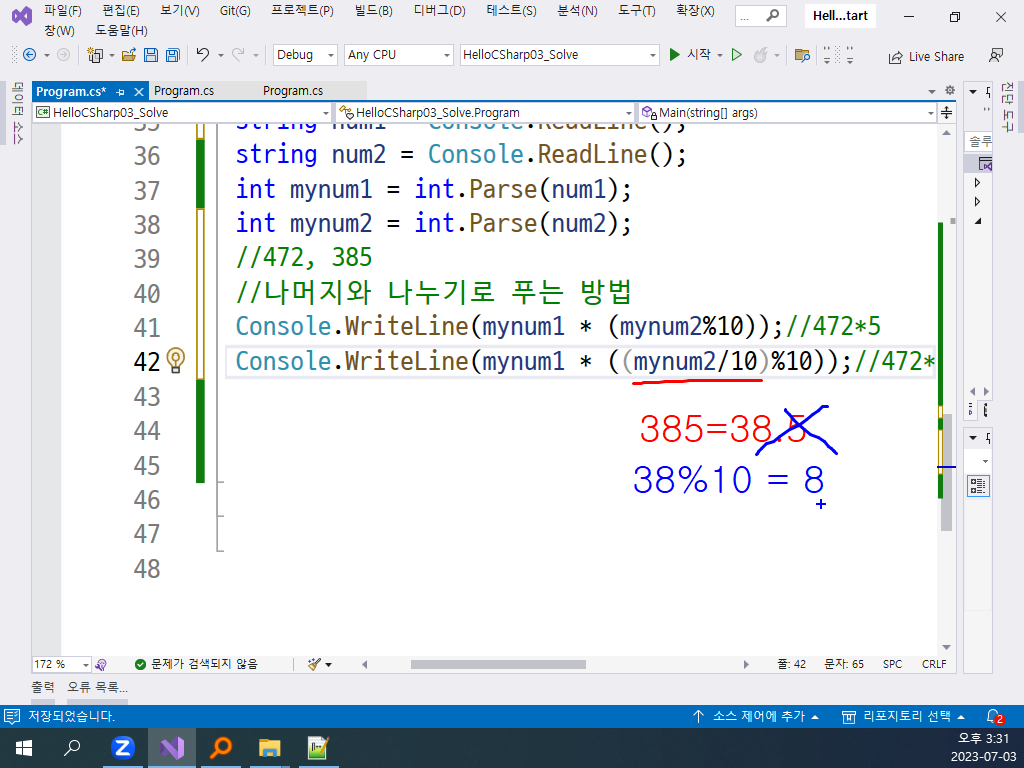 파일(F) 편집(E) 보기(V) Git(G) 프로젝트(P) 빌드(B) 디버그(D) 테스트(S) 분석(N) 도구(T) 확장(X) ... Hell...tart
창(W) 도움말(H)
Debug Any CPU HelloCSharp03_Solve 시작 Live Share
데이터 소스
Program.cs* Program.cs Program.cs
진단 도구
HelloCSharp03_Solve HelloCSharp03_Solve.Program Main(string[] args)
솔루
35 string num1 = Console.ReadLine();
36 string num2 = Console.ReadLine();
37 int mynum1 = int.Parse(num1);
38 int mynum2 = int.Parse(num2);
39 //472, 385
40 //나머지와 나누기로 푸는 방법
41 Console.WriteLine(mynum1 * (mynum2%10));//472*5
42 Console.WriteLine(mynum1 * ((mynum2/10)%10));//472*
43
44 385=38.5
45 38%10 = 8
46
47
48
172 % 문제가 검색되지 않음 줄: 42 문자: 65 SPC CRLF
출력 오류 목록...
저장되었습니다. 소스 제어에 추가 리포지토리 선택 2
오후 3:31
2023-07-03